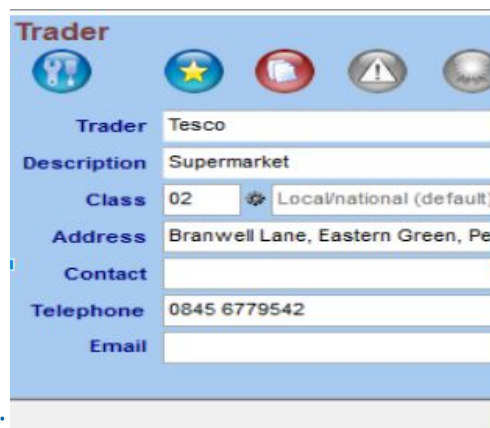 Trader
Trader Tesco
Description Supermarket
Class 02 Local/national (default)
Address Branwell Lane, Eastern Green, Pe
Contact
Telephone 0845 6779542
Email